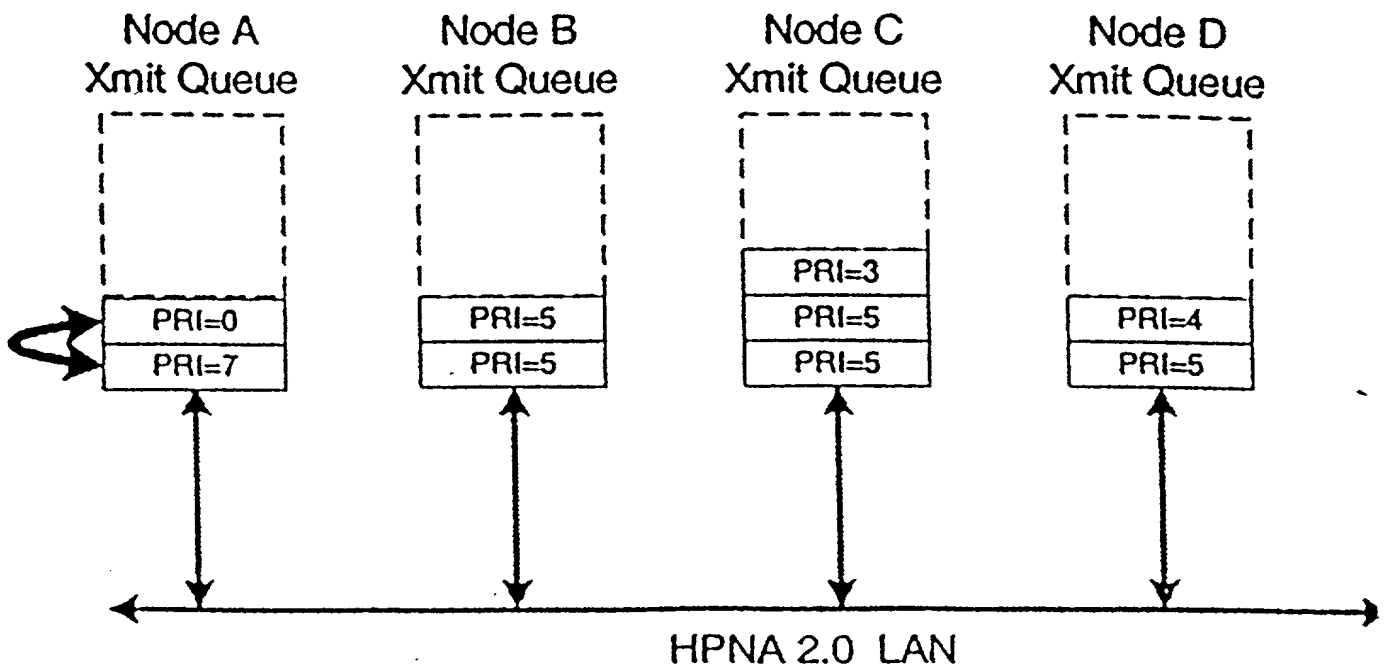 Node A
Xmit Queue
Node B
Xmit Queue
Node C
Xmit Queue
Node D
Xmit Queue
PRI=0
PRI=7
PRI=5
PRI=5
PRI=3
PRI=5
PRI=5
PRI=4
PRI=5
HPNA 2.0 LAN